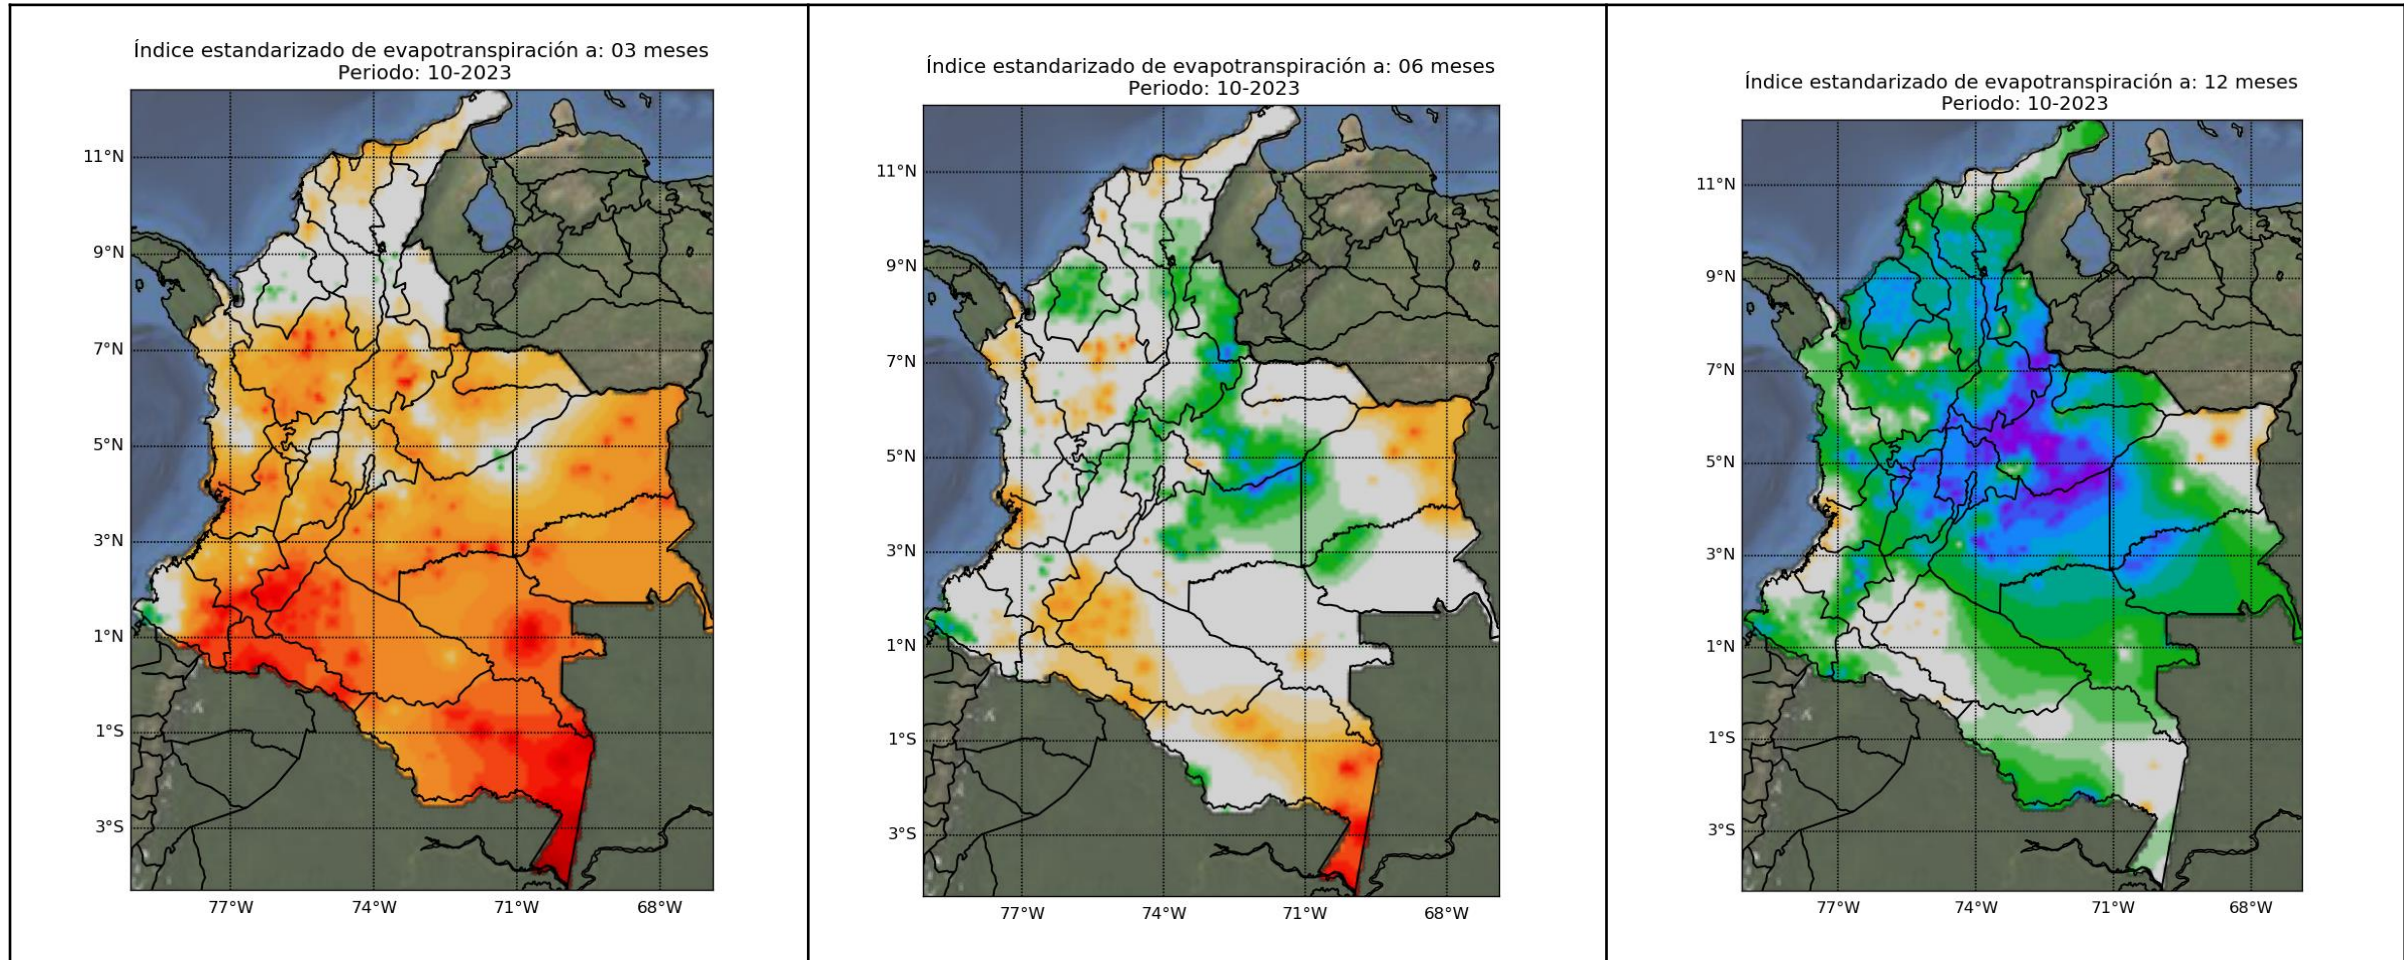 Índice estandarizado de evapotranspiración a: 03 meses
Periodo: 10-2023
11°N
9°N
7°N
5°N
3°N
1°N
1°S
3°S
77°W
74°W
71°W
68°W
Índice estandarizado de evapotranspiración a: 06 meses
Periodo: 10-2023
11°N
9°N
7°N
5°N
3°N
1°N
1°S
3°S
77°W
74°W
71°W
68°W
Índice estandarizado de evapotranspiración a: 12 meses
Periodo: 10-2023
11°N
9°N
7°N
5°N
3°N
1°N
1°S
3°S
77°W
74°W
71°W
68°W